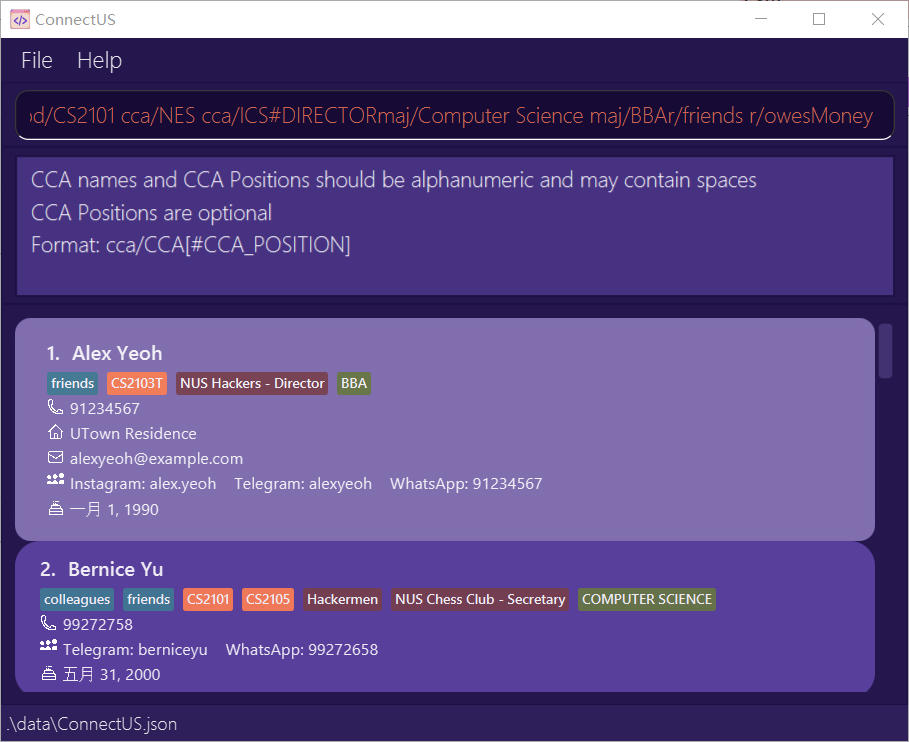 ConnectUS
File Help
od/CS2101 cca/NES cca/ICS#DIRECTORmaj/Computer Science maj/BBAr/friends r/owesMoney
CCA names and CCA Positions should be alphanumeric and may contain spaces
CCA Positions are optional
Format: cca/CCA[#CCA_POSITION]
1. Alex Yeoh
friends CS2103T NUS Hackers - Director BBA
91234567
UTown Residence
alexyeoh@example.com
Instagram: alex.yeoh Telegram: alexyeoh WhatsApp: 91234567
一月 1, 1990
2. Bernice Yu
colleagues friends CS2101 CS2105 Hackermen NUS Chess Club - Secretary COMPUTER SCIENCE
99272758
Telegram: berniceyu WhatsApp: 99272658
五月 31, 2000
.\data\ConnectUS.json